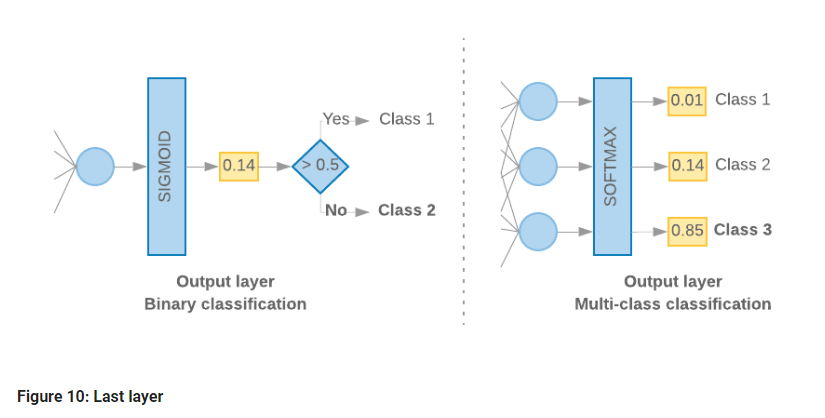 SIGMOID
0.14
> 0.5
Yes
Class 1
No
Class 2
Output layer
Binary classification
SOFTMAX
0.01 Class 1
0.14 Class 2
0.85 Class 3
Output layer
Multi-class classification
Figure 10: Last layer